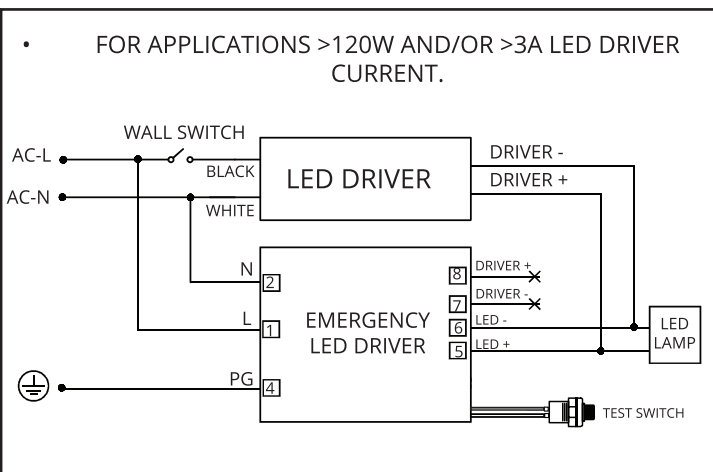 • FOR APPLICATIONS >120W AND/OR >3A LED DRIVER
CURRENT.
WALL SWITCH
AC-L
BLACK
AC-N
WHITE
LED DRIVER
DRIVER -
DRIVER +
N
2
L
1
PG
4
EMERGENCY
LED DRIVER
8
DRIVER +
7
DRIVER -
6
LED -
5
LED +
LED
LAMP
TEST SWITCH